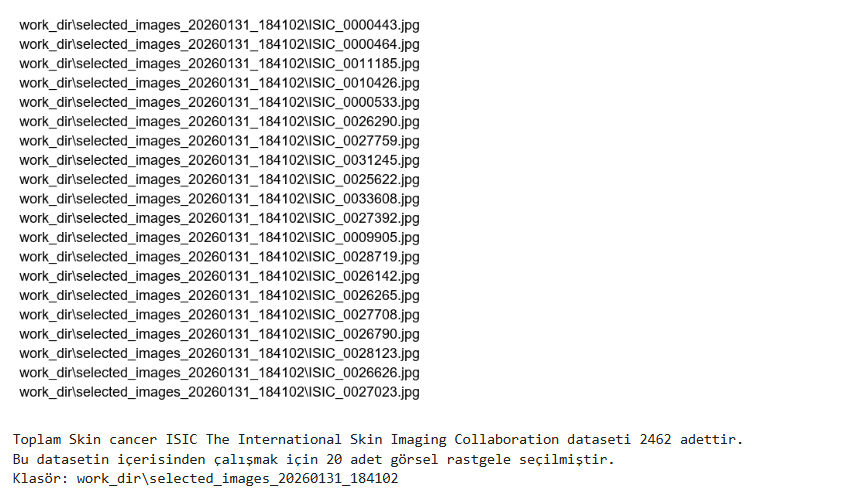 work_dir\selected_images_20260131_184102\ISIC_0000443.jpg
work_dir\selected_images_20260131_184102\ISIC_0000464.jpg
work_dir\selected_images_20260131_184102\ISIC_0011185.jpg
work_dir\selected_images_20260131_184102\ISIC_0010426.jpg
work_dir\selected_images_20260131_184102\ISIC_0000533.jpg
work_dir\selected_images_20260131_184102\ISIC_0026290.jpg
work_dir\selected_images_20260131_184102\ISIC_0027759.jpg
work_dir\selected_images_20260131_184102\ISIC_0031245.jpg
work_dir\selected_images_20260131_184102\ISIC_0025622.jpg
work_dir\selected_images_20260131_184102\ISIC_0033608.jpg
work_dir\selected_images_20260131_184102\ISIC_0027392.jpg
work_dir\selected_images_20260131_184102\ISIC_0009905.jpg
work_dir\selected_images_20260131_184102\ISIC_0028719.jpg
work_dir\selected_images_20260131_184102\ISIC_0026142.jpg
work_dir\selected_images_20260131_184102\ISIC_0026265.jpg
work_dir\selected_images_20260131_184102\ISIC_0027708.jpg
work_dir\selected_images_20260131_184102\ISIC_0026790.jpg
work_dir\selected_images_20260131_184102\ISIC_0028123.jpg
work_dir\selected_images_20260131_184102\ISIC_0026626.jpg
work_dir\selected_images_20260131_184102\ISIC_0027023.jpg
Toplam Skin cancer ISIC The International Skin Imaging Collaboration dataseti 2462 adettir.
Bu datasetin içerisinden çalışmak için 20 adet görsel rastgele seçilmiştir.
Klasör: work_dir\selected_images_20260131_184102